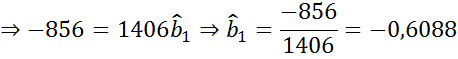 ⇒ −856 = 1406b̂₁ ⇒ b̂₁ = −856/1406 = −0,6088